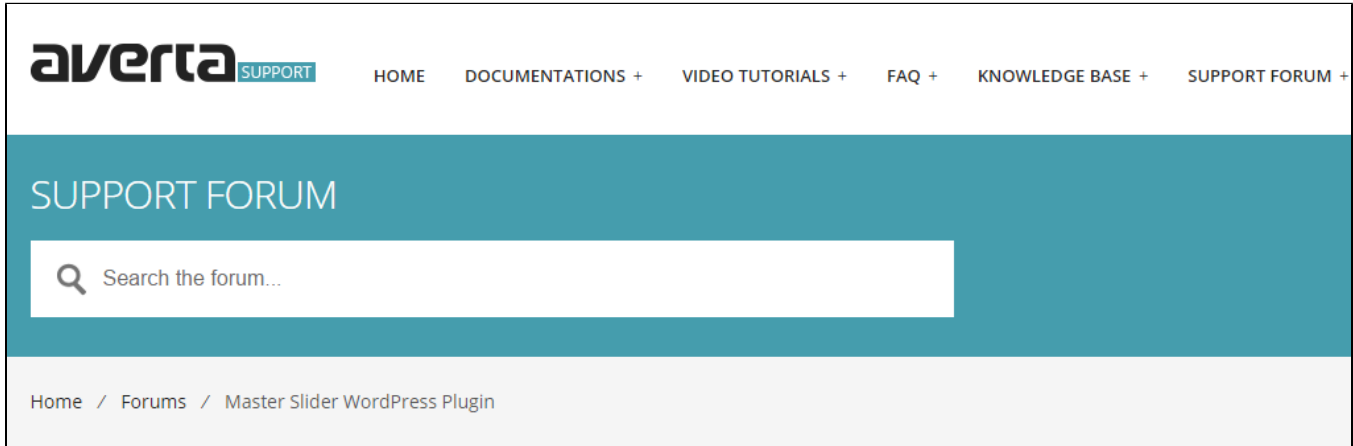 averta SUPPORT
HOME DOCUMENTATIONS + VIDEO TUTORIALS + FAQ + KNOWLEDGE BASE + SUPPORT FORUM +
SUPPORT FORUM
Search the forum...
Home / Forums / Master Slider WordPress Plugin